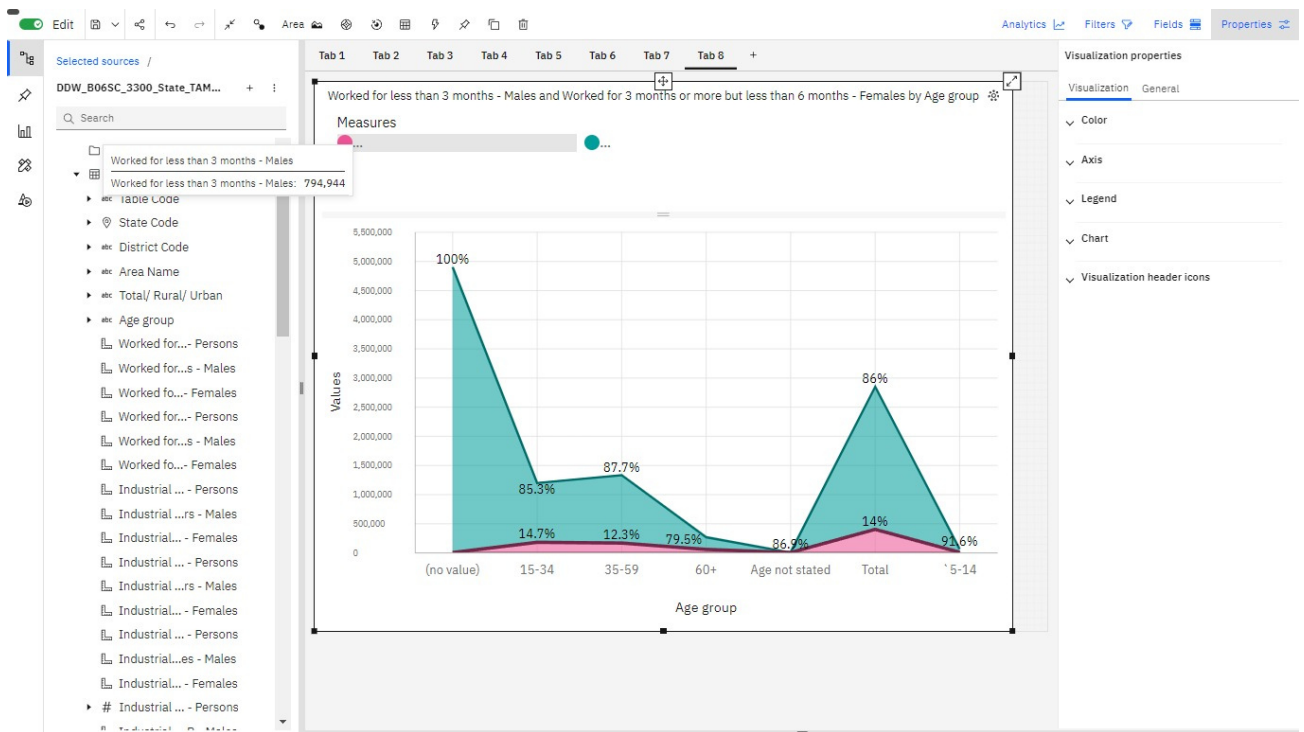 Edit
Area
Analytics
Filters
Fields
Properties
Selected sources /
DDW_B06SC_3300_State_TAM...
Search
Table Code
State Code
District Code
Area Name
Total/ Rural/ Urban
Age group
Worked for...- Persons
Worked for...s - Males
Worked fo...- Females
Worked for...- Persons
Worked for...s - Males
Worked fo...- Females
Industrial ... - Persons
Industrial ...rs - Males
Industrial... - Females
Industrial ... - Persons
Industrial ...rs - Males
Industrial... - Females
Industrial ... - Persons
Industrial...es - Males
Industrial... - Females
# Industrial ... - Persons
Worked for less than 3 months - Males
Worked for less than 3 months - Males: 794,944
Tab 1
Tab 2
Tab 3
Tab 4
Tab 5
Tab 6
Tab 7
Tab 8
+
Worked for less than 3 months - Males and Worked for 3 months or more but less than 6 months - Females by Age group
Measures
...
...
5,500,000
5,000,000
4,500,000
4,000,000
3,500,000
3,000,000
2,500,000
2,000,000
1,500,000
1,000,000
500,000
0
Values
100%
85.3%
87.7%
86%
14.7%
12.3%
79.5%
86.9%
14%
91.6%
(no value)
15-34
35-59
60+
Age not stated
Total
`5-14
Age group
Visualization properties
Visualization
General
Color
Axis
Legend
Chart
Visualization header icons